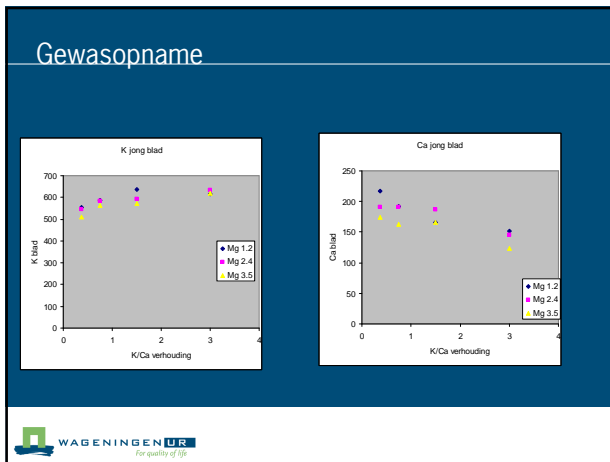 Gewasopname
K jong blad
700
600
500
400
300
200
100
0
K blad
0 1 2 3 4
K/Ca verhouding
Mg 1.2
Mg 2.4
Mg 3.5
Ca jong blad
250
200
150
100
50
0
Ca blad
0 1 2 3 4
K/Ca verhouding
Mg 1.2
Mg 2.4
Mg 3.5
WAGENINGEN UR
For quality of life